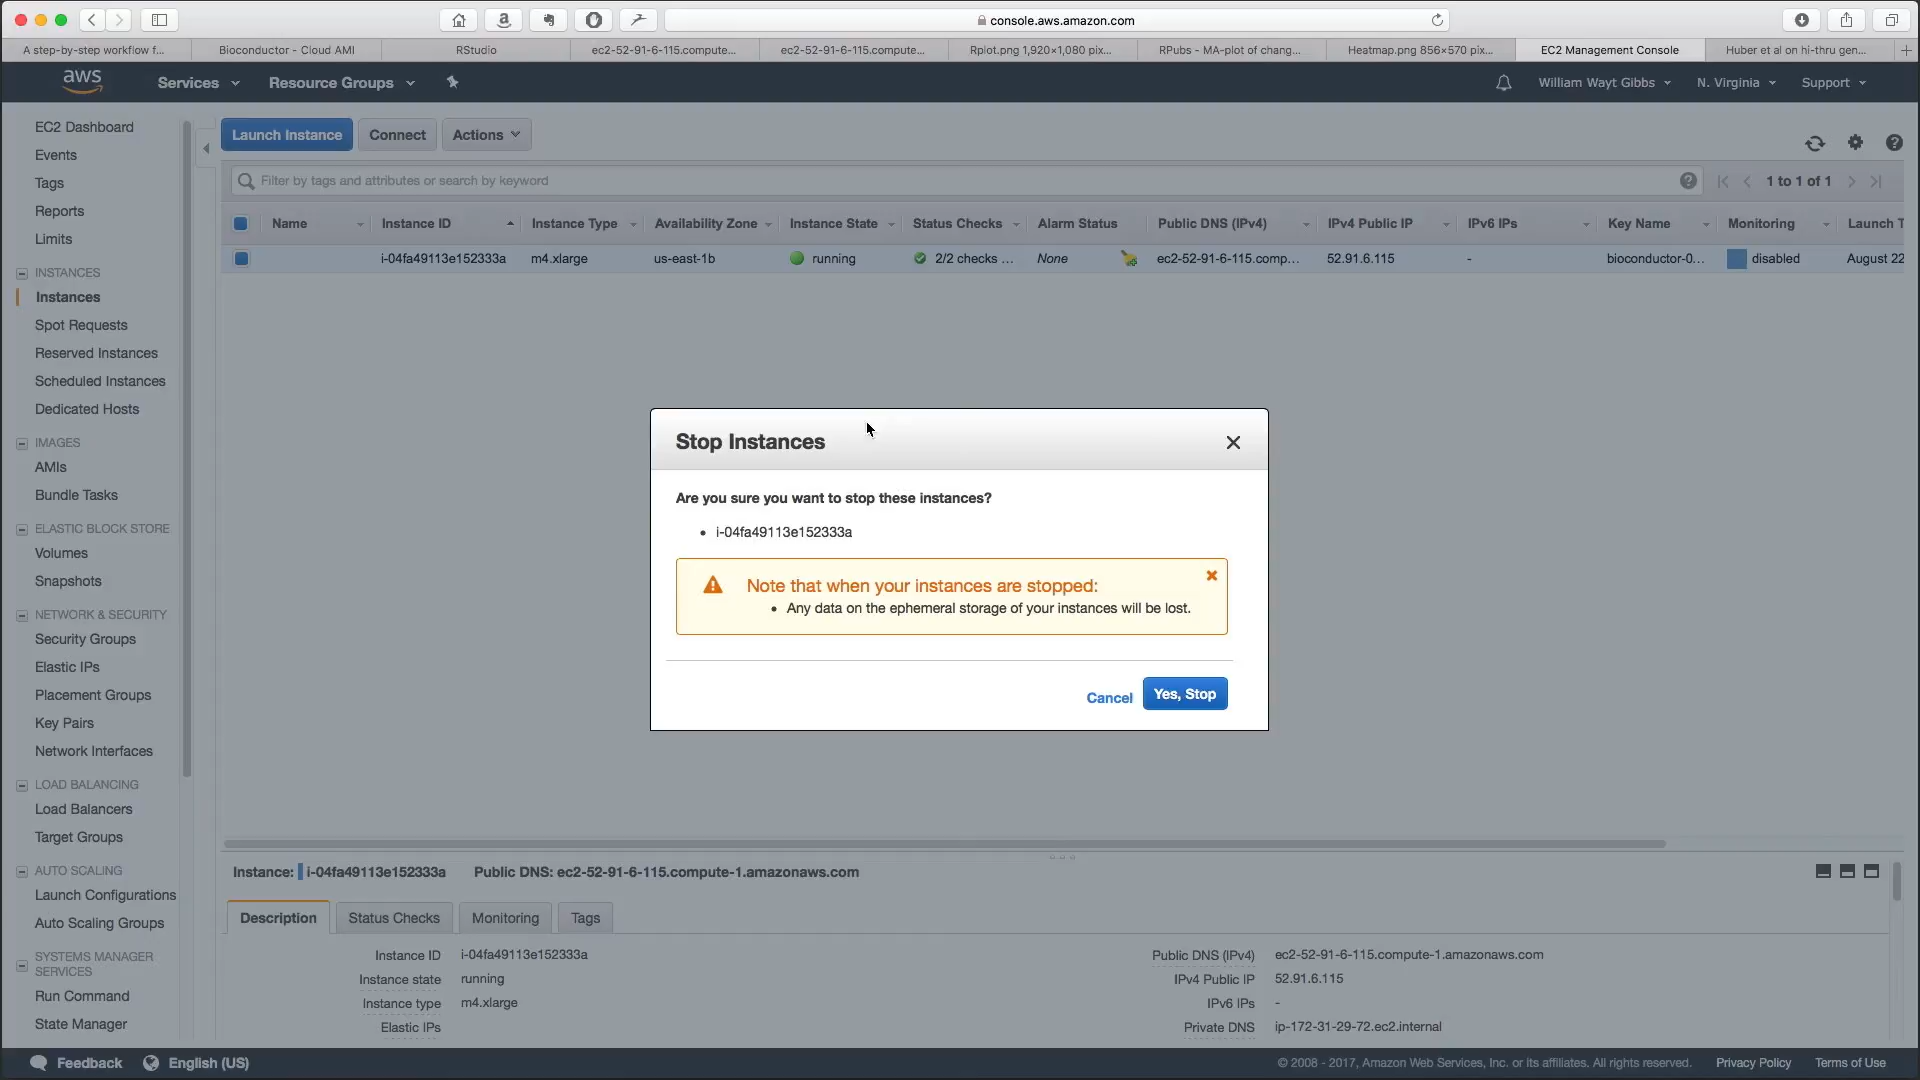 console.aws.amazon.com
A step-by-step workflow f...
Bioconductor - Cloud AMI
RStudio
ec2-52-91-6-115.compute...
ec2-52-91-6-115.compute...
Rplot.png 1,920×1,080 pix...
RPubs - MA-plot of chang...
Heatmap.png 856×570 pix...
EC2 Management Console
Huber et al on hi-thru gen...
aws
Services
Resource Groups
William Wayt Gibbs
N. Virginia
Support
EC2 Dashboard
Events
Tags
Reports
Limits
INSTANCES
Instances
Spot Requests
Reserved Instances
Scheduled Instances
Dedicated Hosts
IMAGES
AMIs
Bundle Tasks
ELASTIC BLOCK STORE
Volumes
Snapshots
NETWORK & SECURITY
Security Groups
Elastic IPs
Placement Groups
Key Pairs
Network Interfaces
LOAD BALANCING
Load Balancers
Target Groups
AUTO SCALING
Launch Configurations
Auto Scaling Groups
SYSTEMS MANAGER
SERVICES
Run Command
State Manager
Launch Instance
Connect
Actions
Filter by tags and attributes or search by keyword
1 to 1 of 1
Name
Instance ID
Instance Type
Availability Zone
Instance State
Status Checks
Alarm Status
Public DNS (IPv4)
IPv4 Public IP
IPv6 IPs
Key Name
Monitoring
Launch T
i-04fa49113e152333a
m4.xlarge
us-east-1b
running
2/2 checks ...
None
ec2-52-91-6-115.comp...
52.91.6.115
-
bioconductor-0...
disabled
August 22
Stop Instances
Are you sure you want to stop these instances?
• i-04fa49113e152333a
Note that when your instances are stopped:
• Any data on the ephemeral storage of your instances will be lost.
Cancel
Yes, Stop
Instance: i-04fa49113e152333a Public DNS: ec2-52-91-6-115.compute-1.amazonaws.com
Description
Status Checks
Monitoring
Tags
Instance ID i-04fa49113e152333a
Instance state running
Instance type m4.xlarge
Elastic IPs
Public DNS (IPv4) ec2-52-91-6-115.compute-1.amazonaws.com
IPv4 Public IP 52.91.6.115
IPv6 IPs -
Private DNS ip-172-31-29-72.ec2.internal
Feedback
English (US)
© 2008 - 2017, Amazon Web Services, Inc. or its affiliates. All rights reserved.
Privacy Policy
Terms of Use